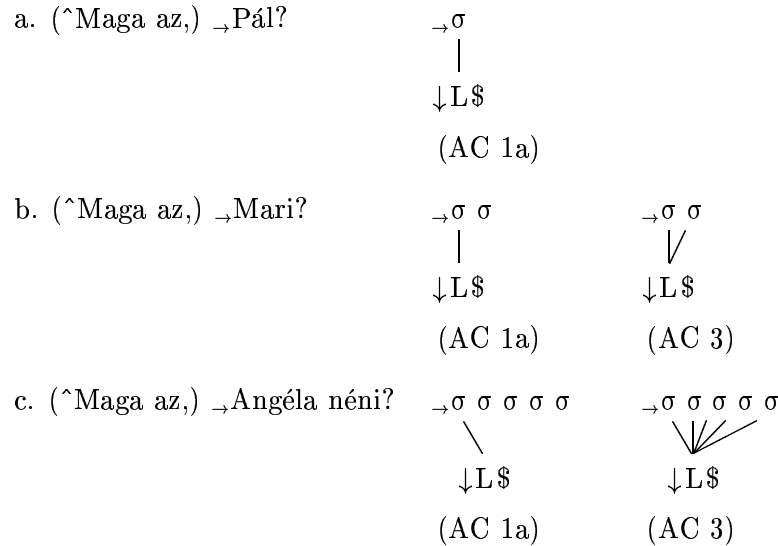 a. (ˆMaga az,) →Pál? →σ
↓L$
(AC 1a)
b. (ˆMaga az,) →Mari? →σ σ →σ σ
↓L$ ↓L$
(AC 1a) (AC 3)
c. (ˆMaga az,) →Angéla néni? →σ σ σ σ σ →σ σ σ σ σ
↓L$ ↓L$
(AC 1a) (AC 3)